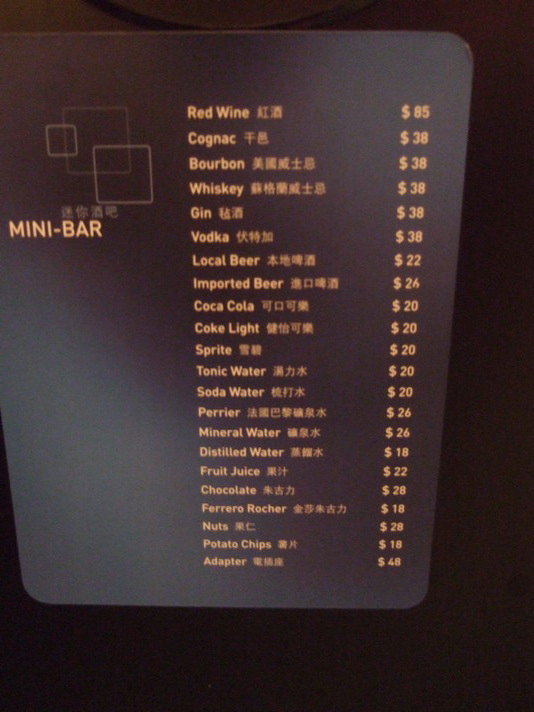 迷你酒吧
MINI-BAR
Red Wine 紅酒 $ 85
Cognac 干邑 $ 38
Bourbon 美國威士忌 $ 38
Whiskey 蘇格蘭威士忌 $ 38
Gin 毡酒 $ 38
Vodka 伏特加 $ 38
Local Beer 本地啤酒 $ 22
Imported Beer 進口啤酒 $ 26
Coca Cola 可口可樂 $ 20
Coke Light 健怡可樂 $ 20
Sprite 雪碧 $ 20
Tonic Water 湯力水 $ 20
Soda Water 梳打水 $ 20
Perrier 法國巴黎礦泉水 $ 26
Mineral Water 礦泉水 $ 26
Distilled Water 蒸餾水 $ 18
Fruit Juice 果汁 $ 22
Chocolate 朱古力 $ 28
Ferrero Rocher 金莎朱古力 $ 18
Nuts 果仁 $ 28
Potato Chips 薯片 $ 18
Adapter 電插座 $ 48